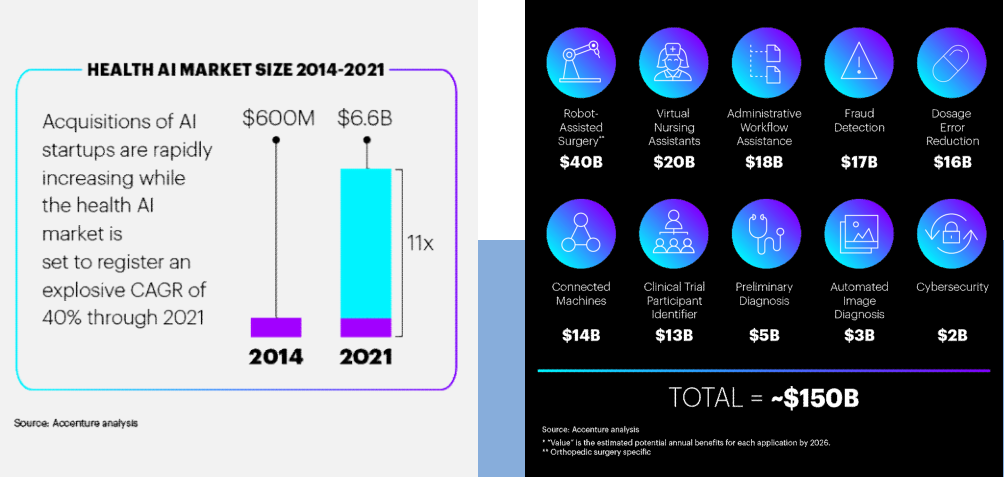 HEALTH AI MARKET SIZE 2014-2021
Acquisitions of AI
startups are rapidly
increasing while
the health AI
market is
set to register an
explosive CAGR of
40% through 2021
$600M
$6.6B
11x
2014
2021
Source: Accenture analysis
Robot-
Assisted
Surgery**
$40B
Virtual
Nursing
Assistants
$20B
Administrative
Workflow
Assistance
$18B
Fraud
Detection
$17B
Dosage
Error
Reduction
$16B
Connected
Machines
$14B
Clinical Trial
Participant
Identifier
$13B
Preliminary
Diagnosis
$5B
Automated
Image
Diagnosis
$3B
Cybersecurity
$2B
TOTAL = ~$150B
Source: Accenture analysis
* "Value" is the estimated potential annual benefits for each application by 2026.
** Orthopedic surgery specific